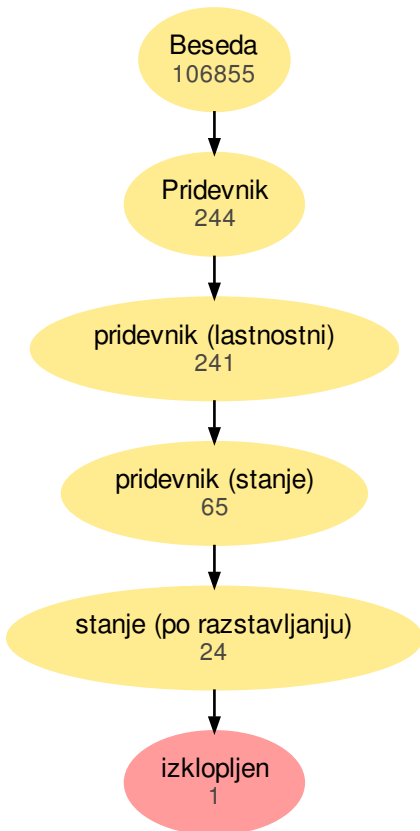 Beseda
106855
Pridevnik
244
pridevnik (lastnostni)
241
pridevnik (stanje)
65
stanje (po razstavljanju)
24
izklopljen
1